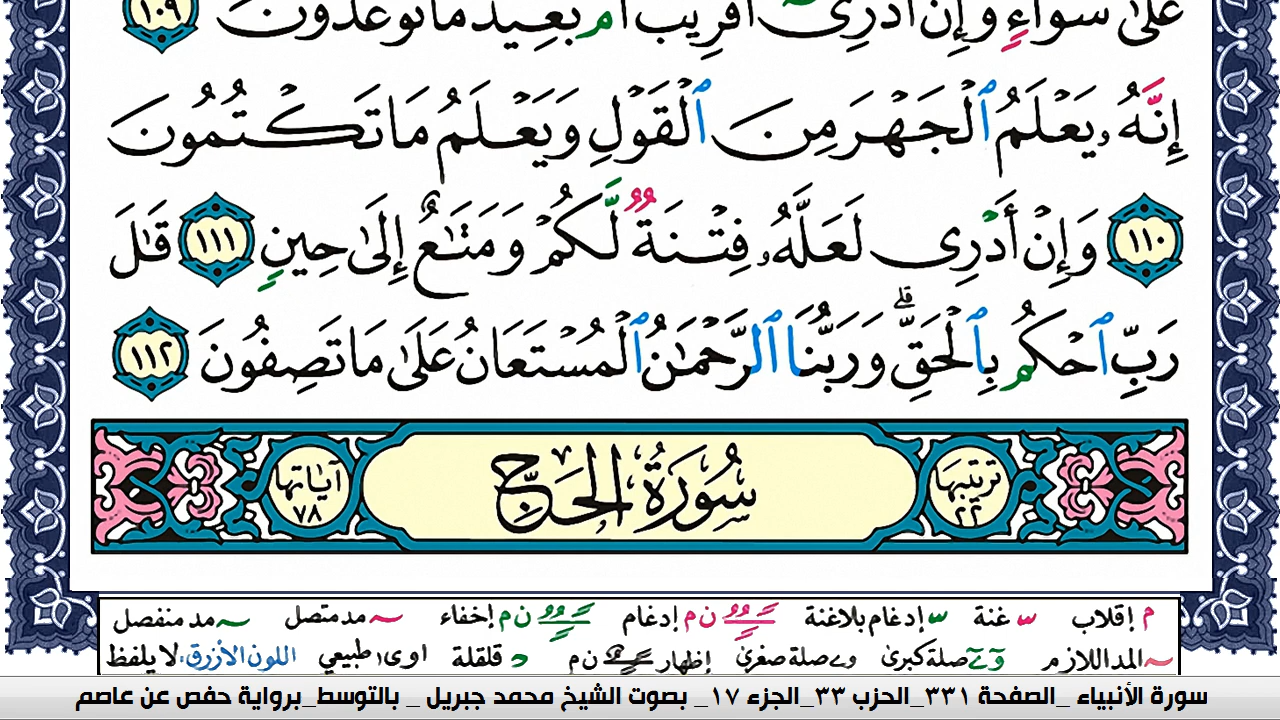 عَلَىٰ سَوَآءٍ وَإِنْ أَدْرِىٓ أَقَرِيبٌ أَم بَعِيدٌ مَّا تُوعَدُونَ ١٠٩
إِنَّهُۥ يَعْلَمُ ٱلْجَهْرَ مِنَ ٱلْقَوْلِ وَيَعْلَمُ مَا تَكْتُمُونَ
١١٠ وَإِنْ أَدْرِى لَعَلَّهُۥ فِتْنَةٌ لَّكُمْ وَمَتَٰعٌ إِلَىٰ حِينٍ ١١١ قَٰلَ
رَبِّ ٱحْكُم بِٱلْحَقِّ ۗ وَرَبُّنَا ٱلرَّحْمَٰنُ ٱلْمُسْتَعَانُ عَلَىٰ مَا تَصِفُونَ ١١٢
ترتيبها ٢٢ سُورَةُ الحَجِّ آياتها ٧٨
م إقلاب س غنة س إدغام بلاغنة ن م إدغام ن م إخفاء ~ مد متصل ~ مد منفصل
~ المد اللازم و ے صلة كبرى و ے صلة صغرى إظهار ن م د قلقلة ا و ى طبيعي اللون الأزرق: لا يلفظ
سورة الأنبياء _الصفحة ٣٣١_الحزب ٣٣_الجزء ١٧_ بصوت الشيخ محمد جبريل _ بالتوسط_برواية حفص عن عاصم